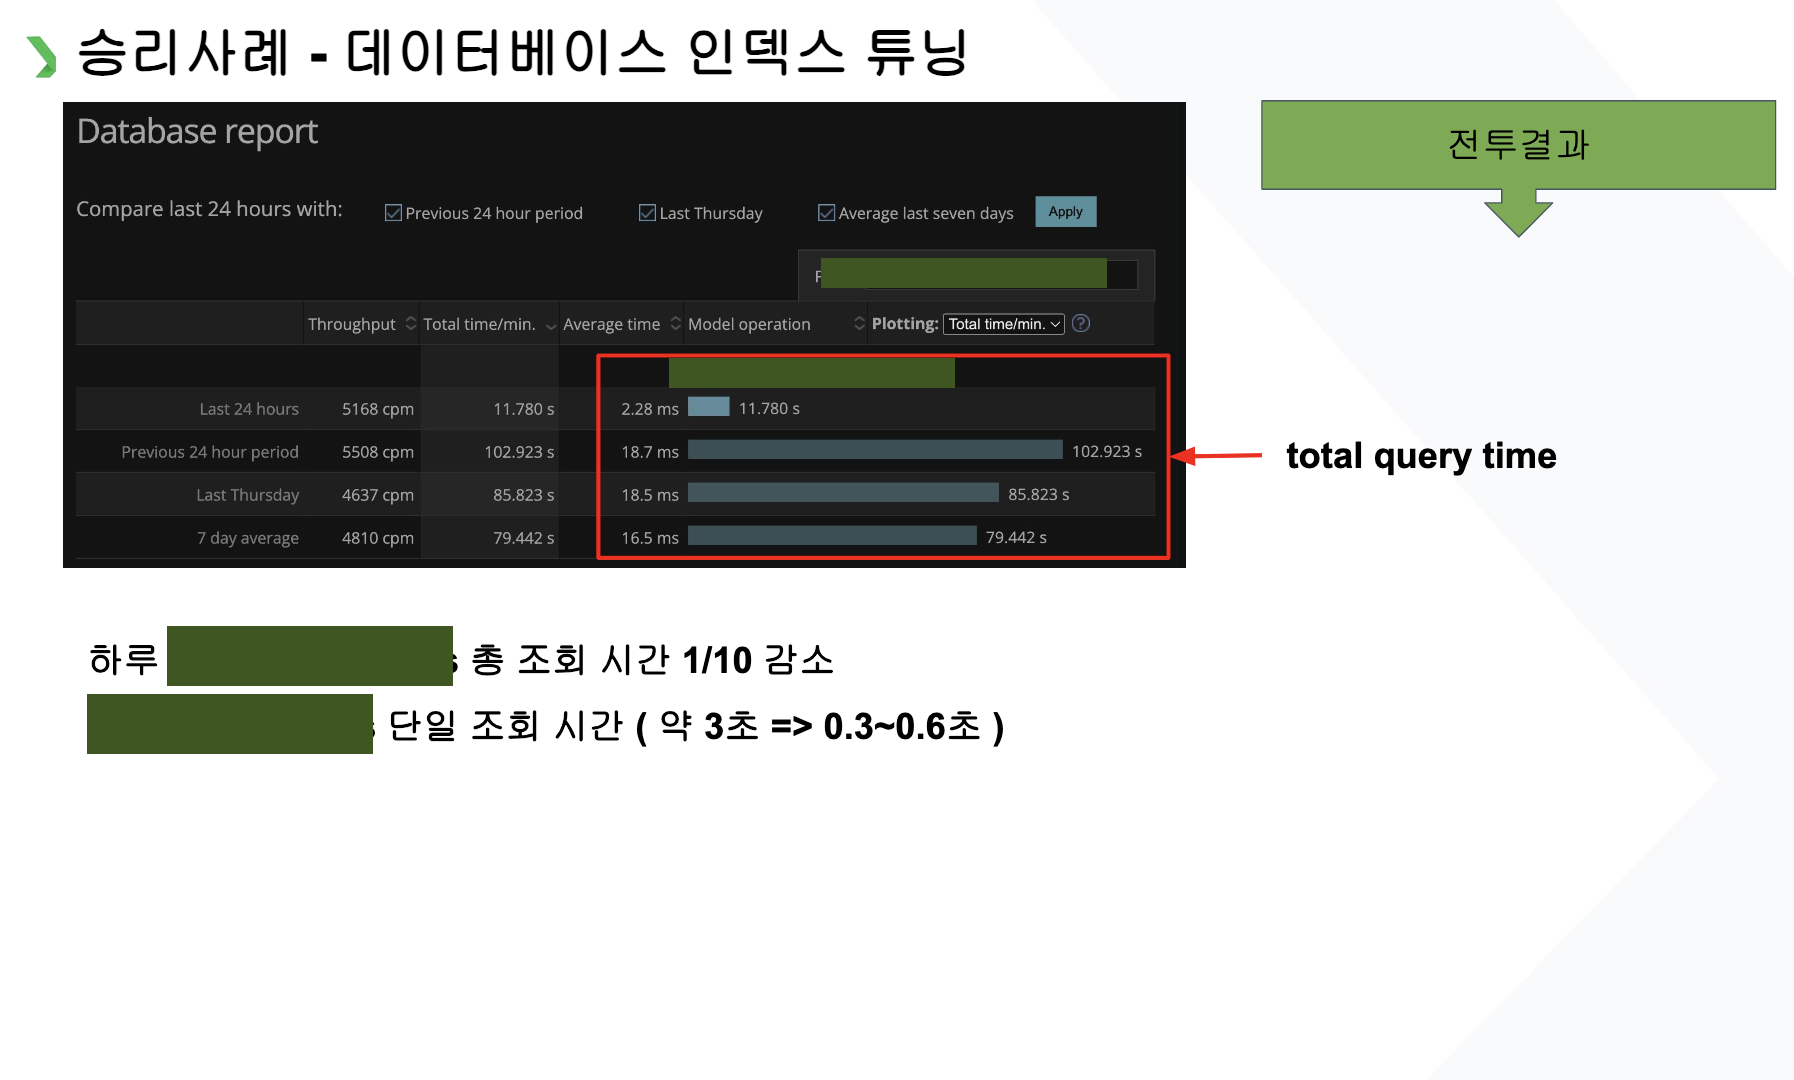 승리사례 - 데이터베이스 인덱스 튜닝
전투결과
Database report
Compare last 24 hours with: Previous 24 hour period Last Thursday Average last seven days Apply
Throughput Total time/min. Average time Model operation Plotting: Total time/min. ?
Last 24 hours 5168 cpm 11.780 s 2.28 ms 11.780 s
Previous 24 hour period 5508 cpm 102.923 s 18.7 ms 102.923 s
Last Thursday 4637 cpm 85.823 s 18.5 ms 85.823 s
7 day average 4810 cpm 79.442 s 16.5 ms 79.442 s
total query time
하루 총 조회 시간 1/10 감소
단일 조회 시간 ( 약 3초 => 0.3~0.6초 )